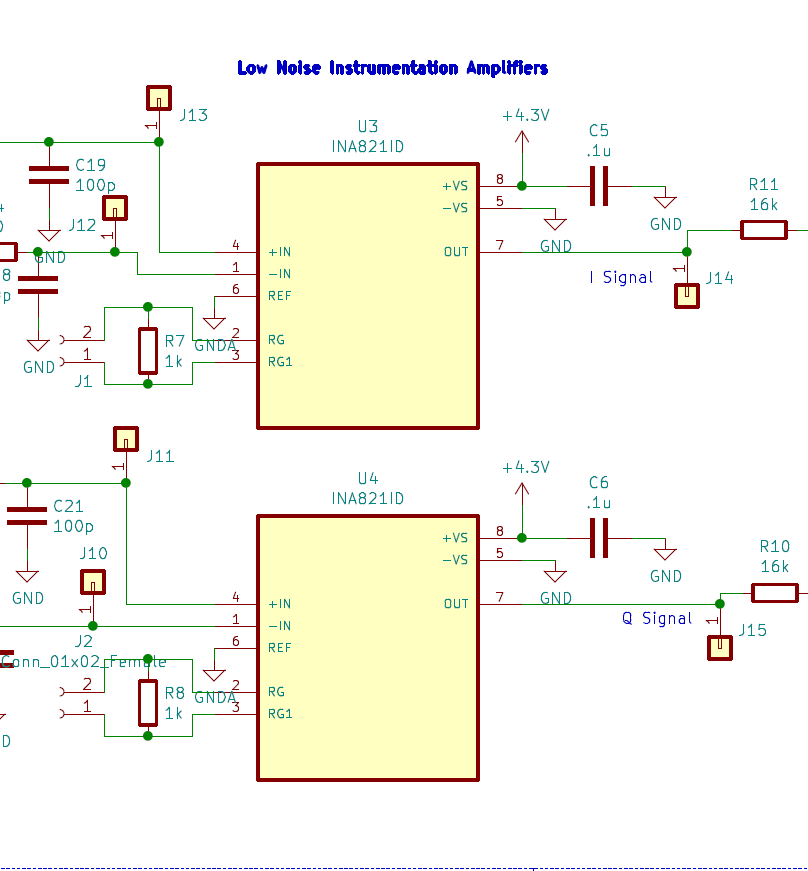 Low Noise Instrumentation Amplifiers
J13
1
U3
INA821ID
+4.3V
C5
.1u
C19
100p
J12
1
GND
+VS
8
-VS
5
GND
GND
R11
16k
4
+IN
OUT
7
1
-IN
6
REF
I Signal
1
J14
8
GND
2
1
J1
R7
1k
GNDA
2
RG
3
RG1
J11
1
U4
INA821ID
+4.3V
C6
.1u
C21
100p
GND
J10
1
+VS
8
-VS
5
GND
GND
R10
16k
4
+IN
OUT
7
1
-IN
6
REF
Q Signal
1
J15
J2
Conn_01x02_Female
2
1
R8
1k
GNDA
2
RG
3
RG1
D